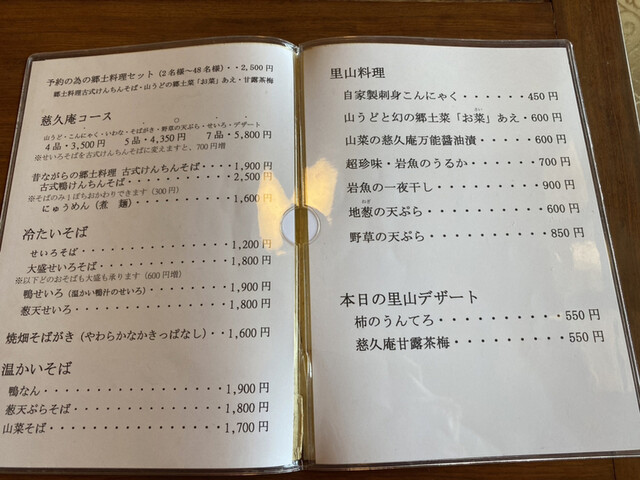 予約の為の郷土料理セット(2名様〜48名様)・・2,500円
郷土料理古式けんちんそば・山うどの郷土菜「お菜」あえ・甘露茶梅
慈久庵コース
山うど・こんにゃく・いわな・そばがき・野草の天ぷら・せいろ・デザート
4品・3,500円 5品・4,350円 7品・5,800円
※せいろそばを古式けんちんそばに変えますと、700円増
昔ながらの郷土料理 古式けんちんそば・・・・・1,900円
古式鴨けんちんそば・・・・・・・・・・・・2,500円
※そばのみ1ぱちおかわりできます(300円)
にゅうめん(煮 麺)・・・・・・・・・・・・1,600円
冷たいそば
せいろそば・・・・・・・・・・・・・・・1,200円
大盛せいろそば・・・・・・・・・・・・・1,800円
※以下どのおそばも大盛も承ります(600円増)
鴨せいろ(温かい鴨汁のせいろ)・・・・・・1,900円
葱天せいろ・・・・・・・・・・・・・・・1,800円
焼畑そばがき(やわらかなかきっぱなし)・・1,600円
温かいそば
鴨なん・・・・・・・・・・・・・・・・・1,900円
葱天ぷらそば・・・・・・・・・・・・・・1,800円
山菜そば・・・・・・・・・・・・・・・・1,700円
里山料理
自家製刺身こんにゃく・・・・・・450円
山うどと幻の郷土菜「お菜」あえ・600円
山菜の慈久庵万能醤油漬・・・・・600円
超珍味・岩魚のうるか・・・・・・700円
岩魚の一夜干し・・・・・・・・・900円
地葱の天ぷら・・・・・・・・・・600円
野草の天ぷら・・・・・・・・・・850円
本日の里山デザート
柿のうんてろ・・・・・・・・・・550円
慈久庵甘露茶梅・・・・・・・・・550円